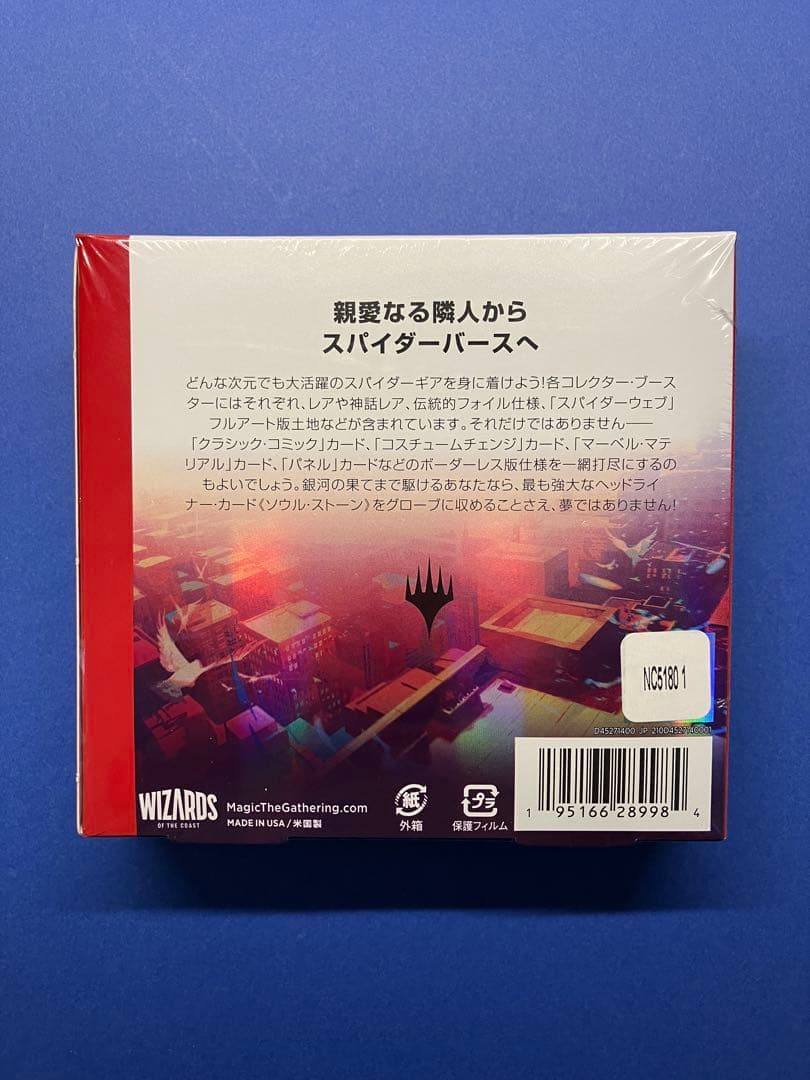 親愛なる隣人から
スパイダーバースへ
どんな次元でも大活躍のスパイダーギアを身に着けよう!各コレクター・ブース
ターにはそれぞれ、レアや神話レア、伝統的フォイル仕様、「スパイダーウェブ」
フルアート版土地などが含まれています。それだけではありません――
「クラシック・コミック」カード、「コスチュームチェンジ」カード、「マーベル・マテ
リアル」カード、「パネル」カードなどのボーダーレス版仕様を一網打尽にするの
もよいでしょう。銀河の果てまで駆けるあなたなら、最も強大なヘッドライ
ナー・カード《ソウル・ストーン》をグローブに収めることさえ、夢ではありません!
NC5180 1
D45271400 JP 210D4527140001
WIZARDS
OF THE COAST
MagicTheGathering.com
MADE IN USA / 米国製
紙
外箱
プラ
保護フィルム
1 95166 28998 4